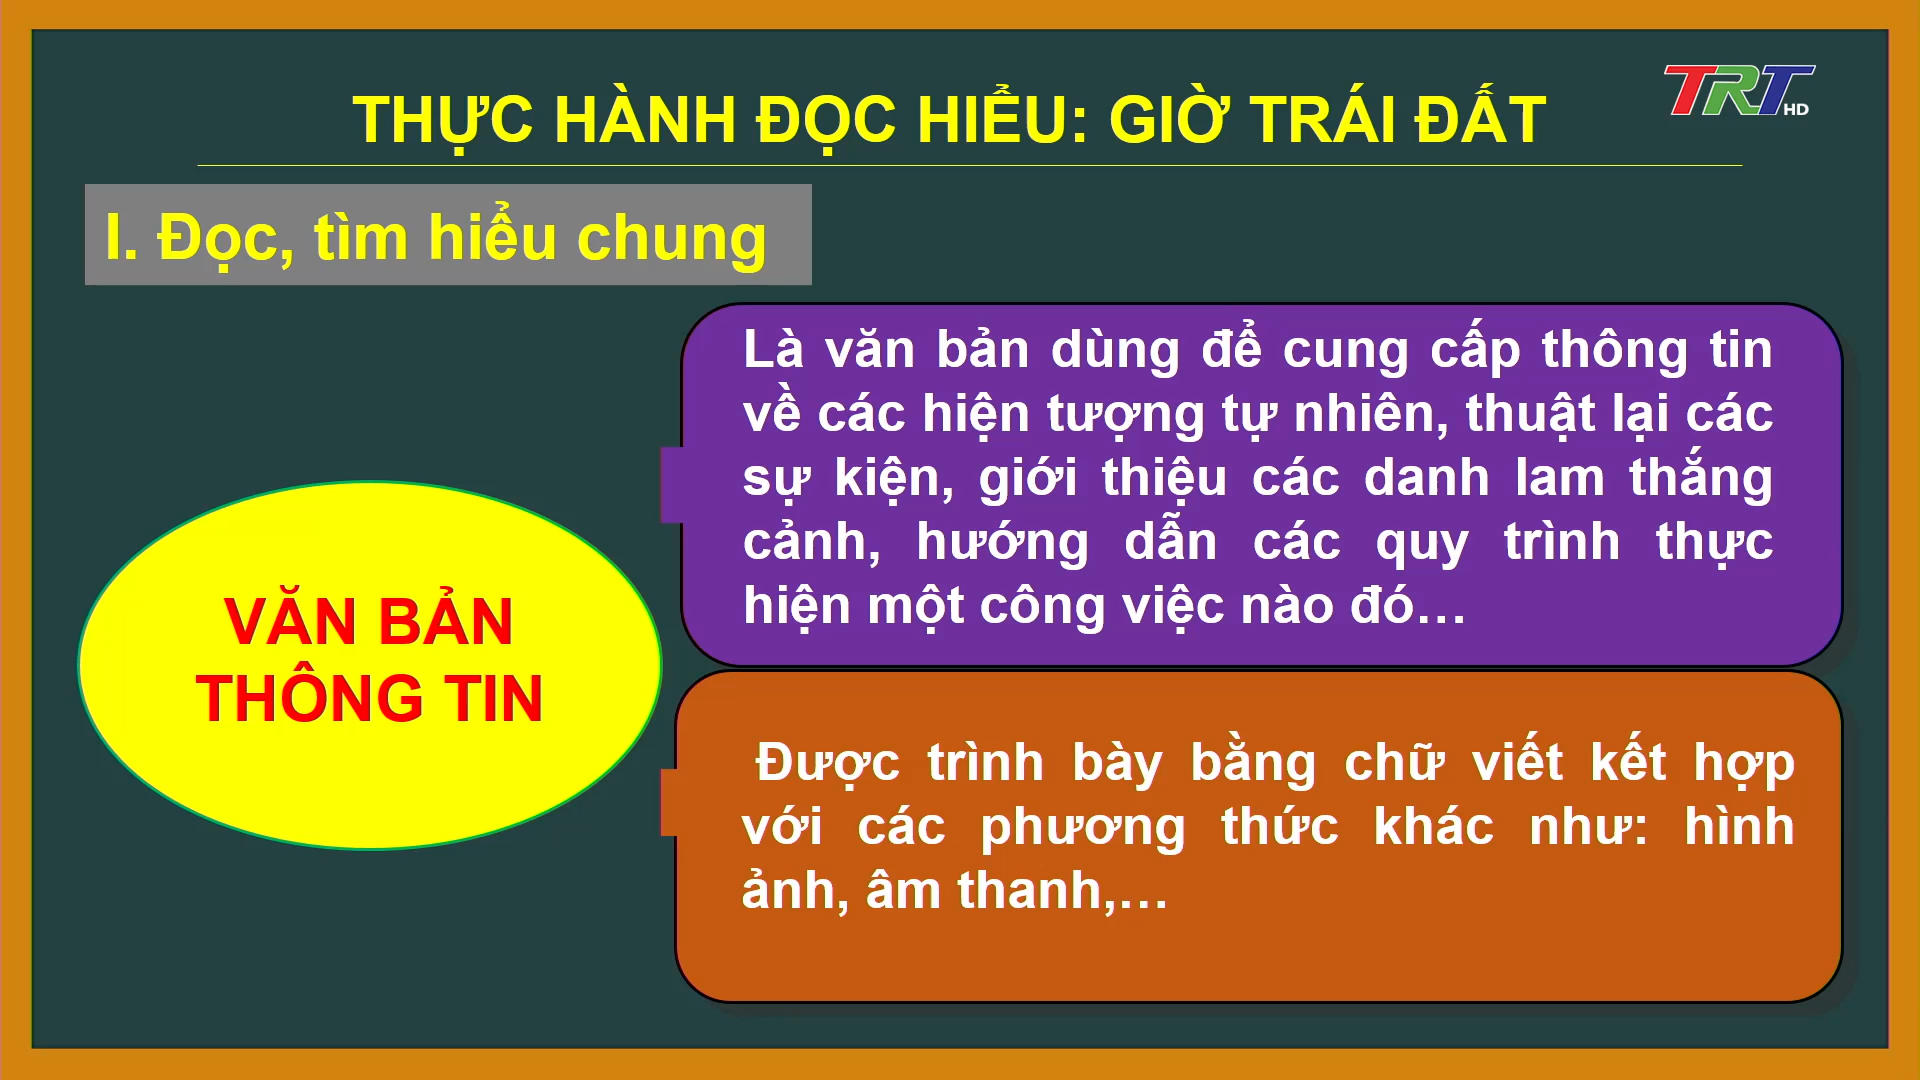 THỰC HÀNH ĐỌC HIỂU: GIỜ TRÁI ĐẤT
TRT HD
I. Đọc, tìm hiểu chung
Là văn bản dùng để cung cấp thông tin
về các hiện tượng tự nhiên, thuật lại các
sự kiện, giới thiệu các danh lam thắng
cảnh, hướng dẫn các quy trình thực
hiện một công việc nào đó…
VĂN BẢN
THÔNG TIN
Được trình bày bằng chữ viết kết hợp
với các phương thức khác như: hình
ảnh, âm thanh,…